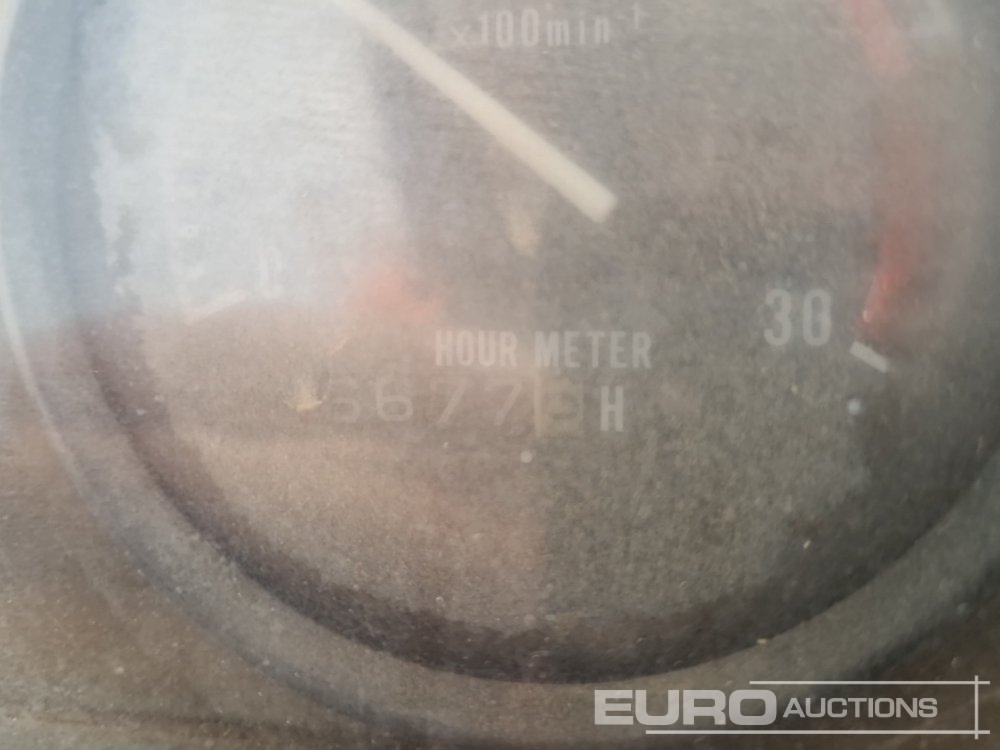 x100min⁻¹
30
HOUR METER
H
EURO AUCTIONS